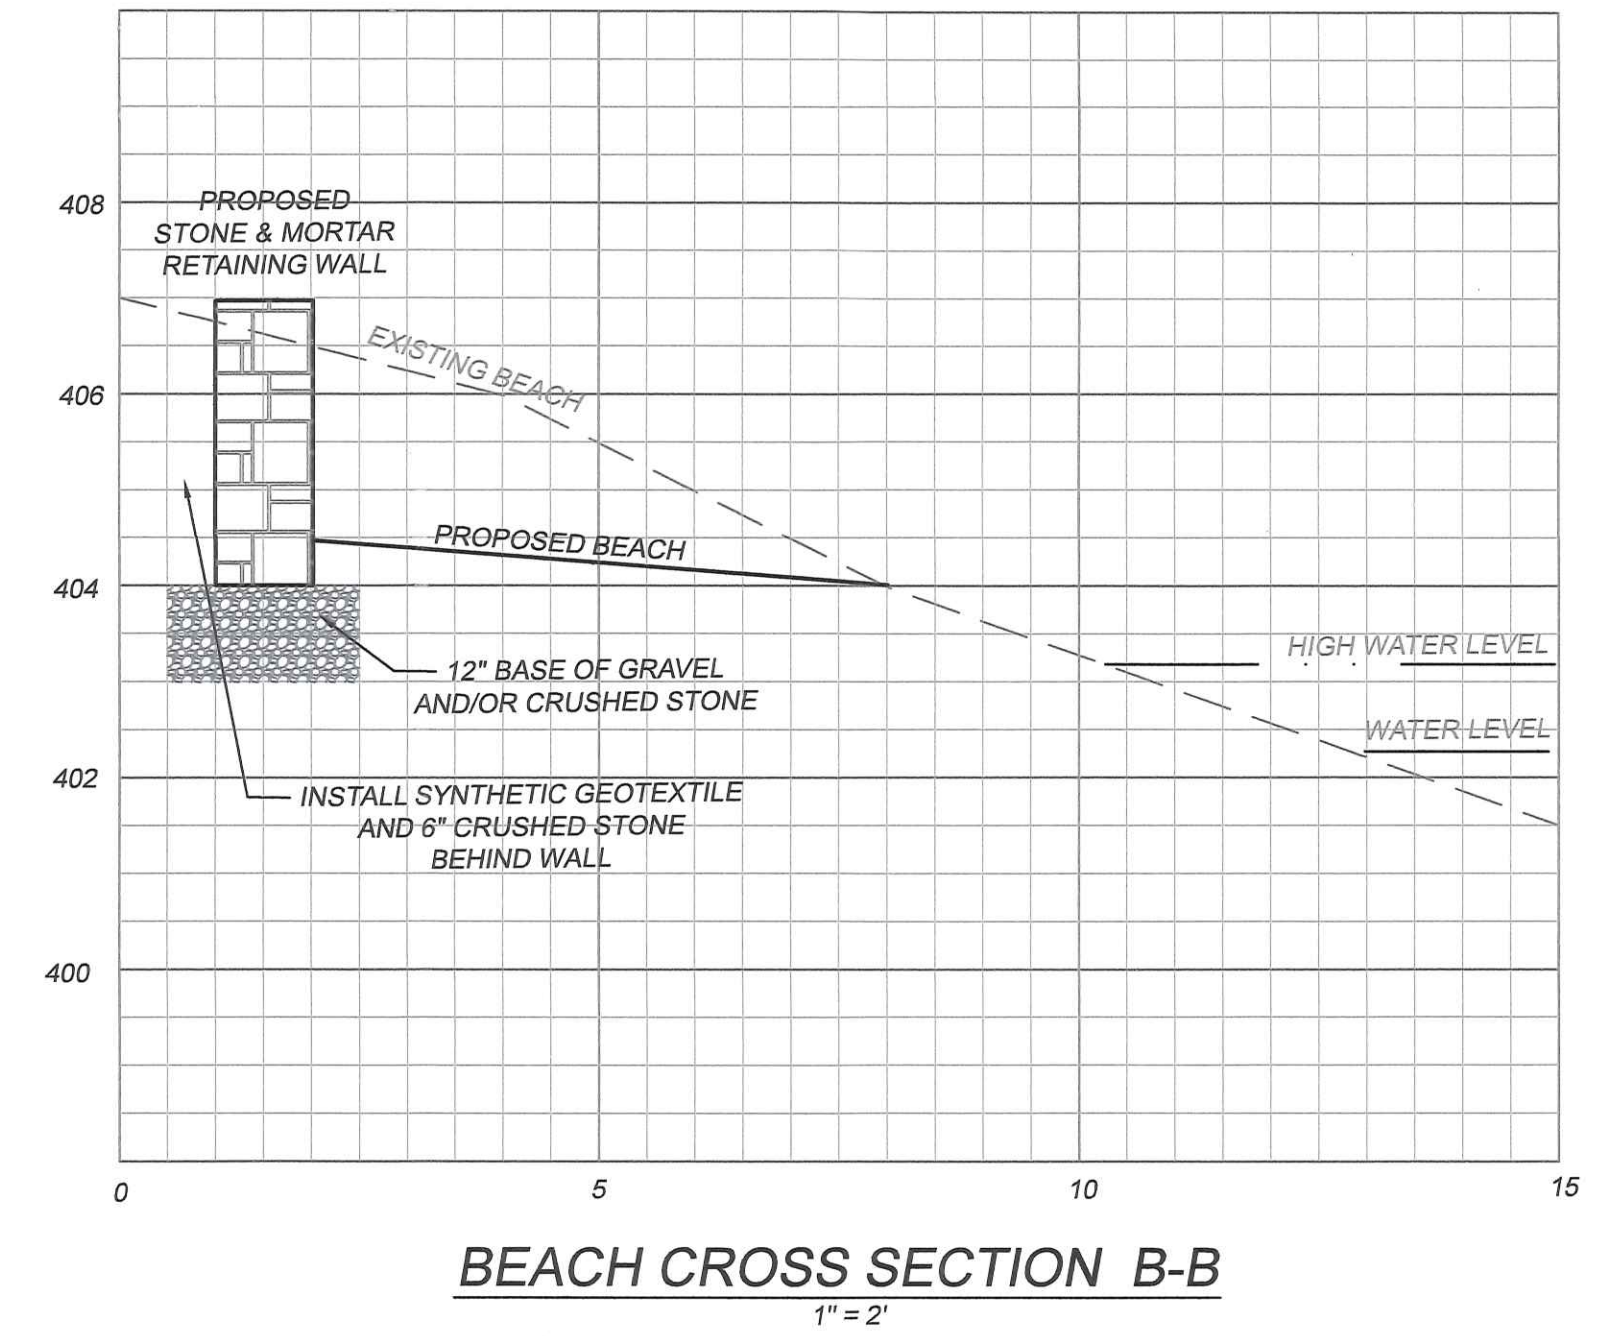 408
PROPOSED
STONE & MORTAR
RETAINING WALL
EXISTING BEACH
406
PROPOSED BEACH
404
HIGH WATER LEVEL
12" BASE OF GRAVEL
AND/OR CRUSHED STONE
WATER LEVEL
402
INSTALL SYNTHETIC GEOTEXTILE
AND 6" CRUSHED STONE
BEHIND WALL
400
0 5 10 15
BEACH CROSS SECTION B-B
1" = 2'